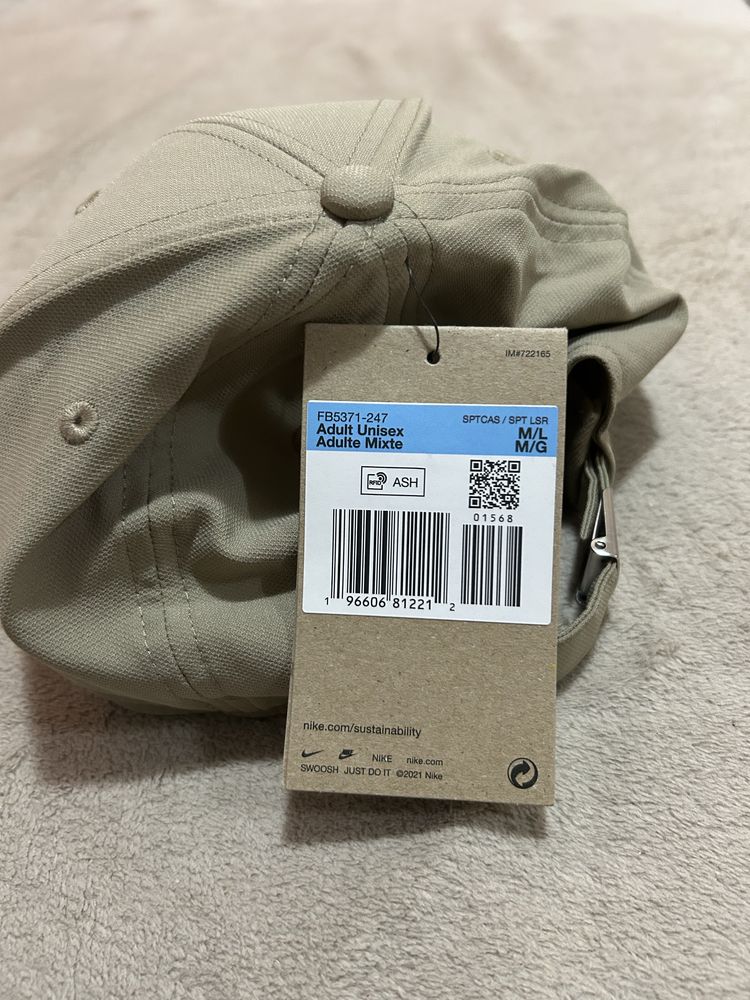 IM#722165
FB5371-247
SPTCAS / SPT LSR
Adult Unisex
M/L
Adulte Mixte
M/G
RFID
ASH
01568
1 96606 81221 2
nike.com/sustainability
NIKE nike.com
SWOOSH JUST DO IT ©2021 Nike